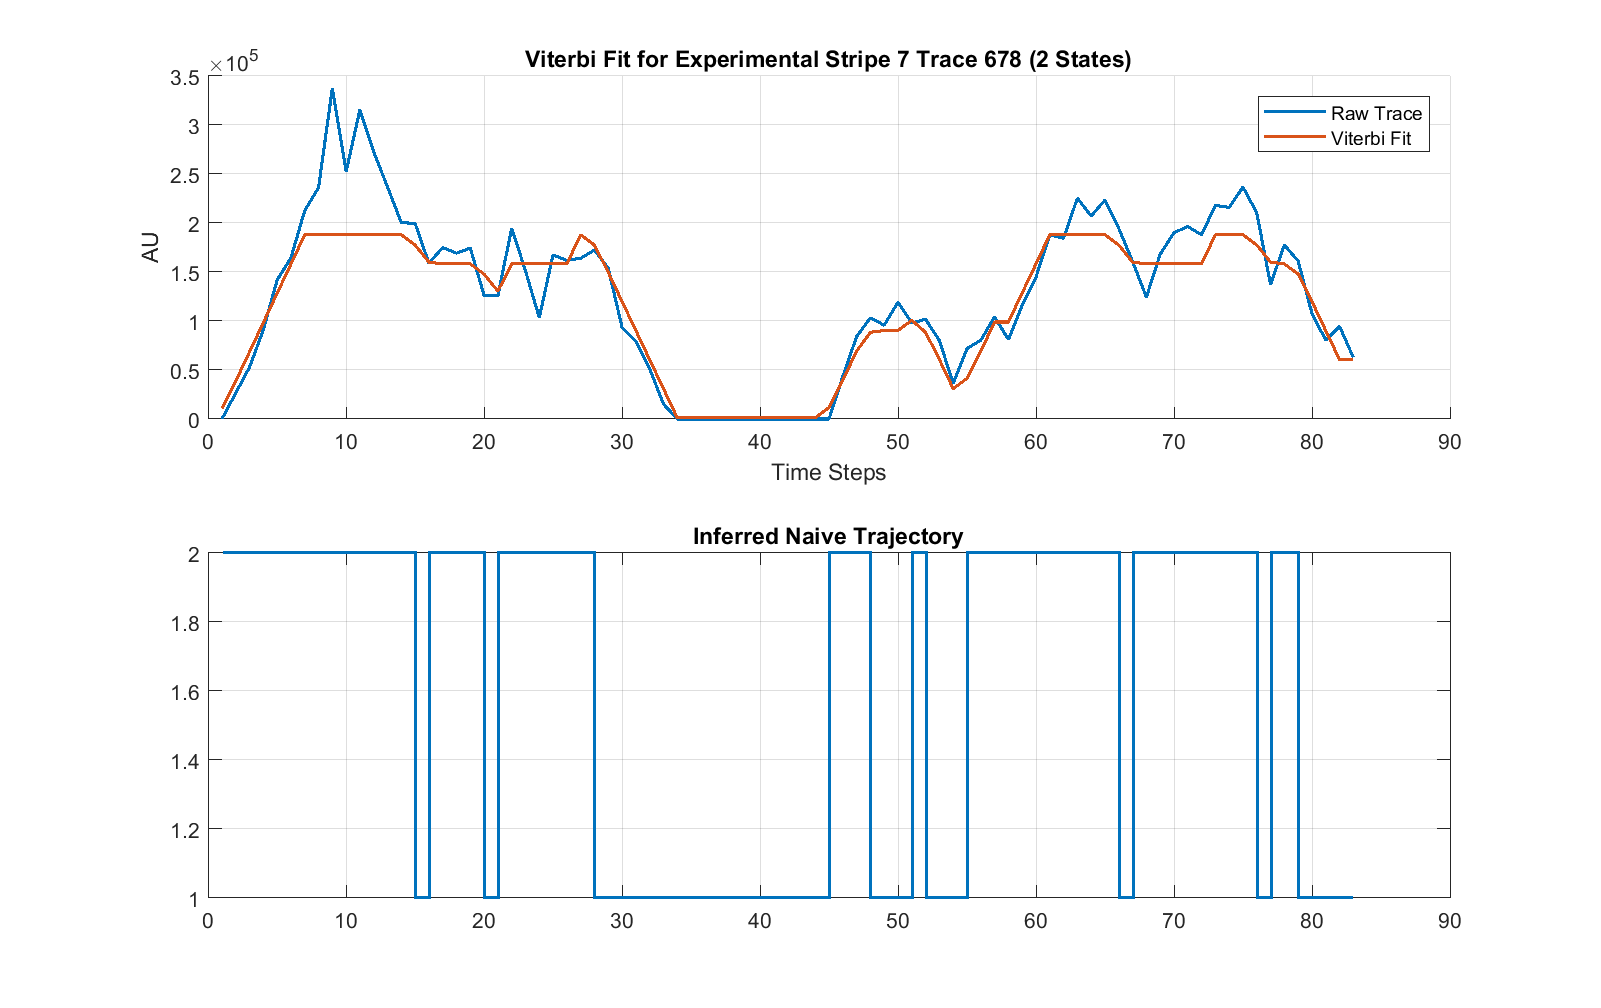 Viterbi Fit for Experimental Stripe 7 Trace 678 (2 States)
×10^5
3.5
3
2.5
2
1.5
1
0.5
0
AU
Raw Trace
Viterbi Fit
0 10 20 30 40 50 60 70 80 90
Time Steps
Inferred Naive Trajectory
2
1.8
1.6
1.4
1.2
1
0 10 20 30 40 50 60 70 80 90